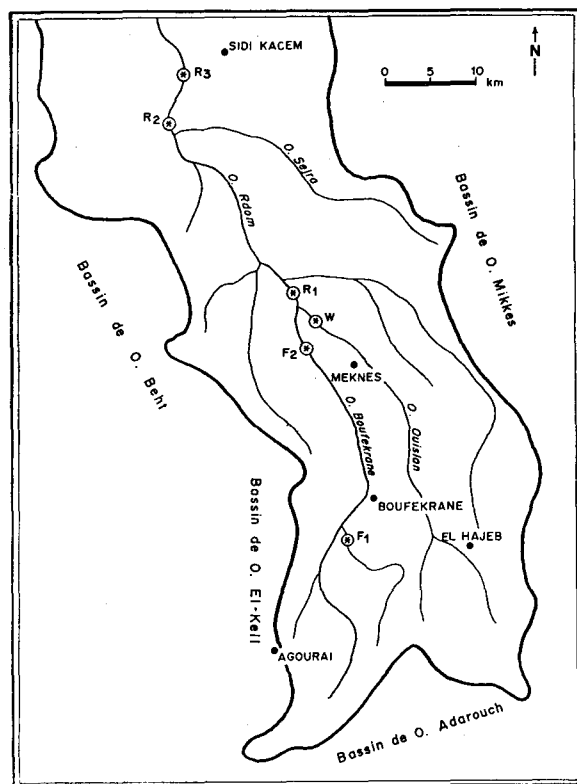 SIDI KACEM
N
0 5 10
km
R3
R2
O. Sejra
O. Rdom
Bassin de O. Mikkes
Bassin de O. Beht
R1
W
F2
MEKNES
O. Boufekrane
O. Ouislan
BOUFEKRANE
F1
EL HAJEB
Bassin de O. El-Kell
AGOURAI
Bassin de O. Adarouch